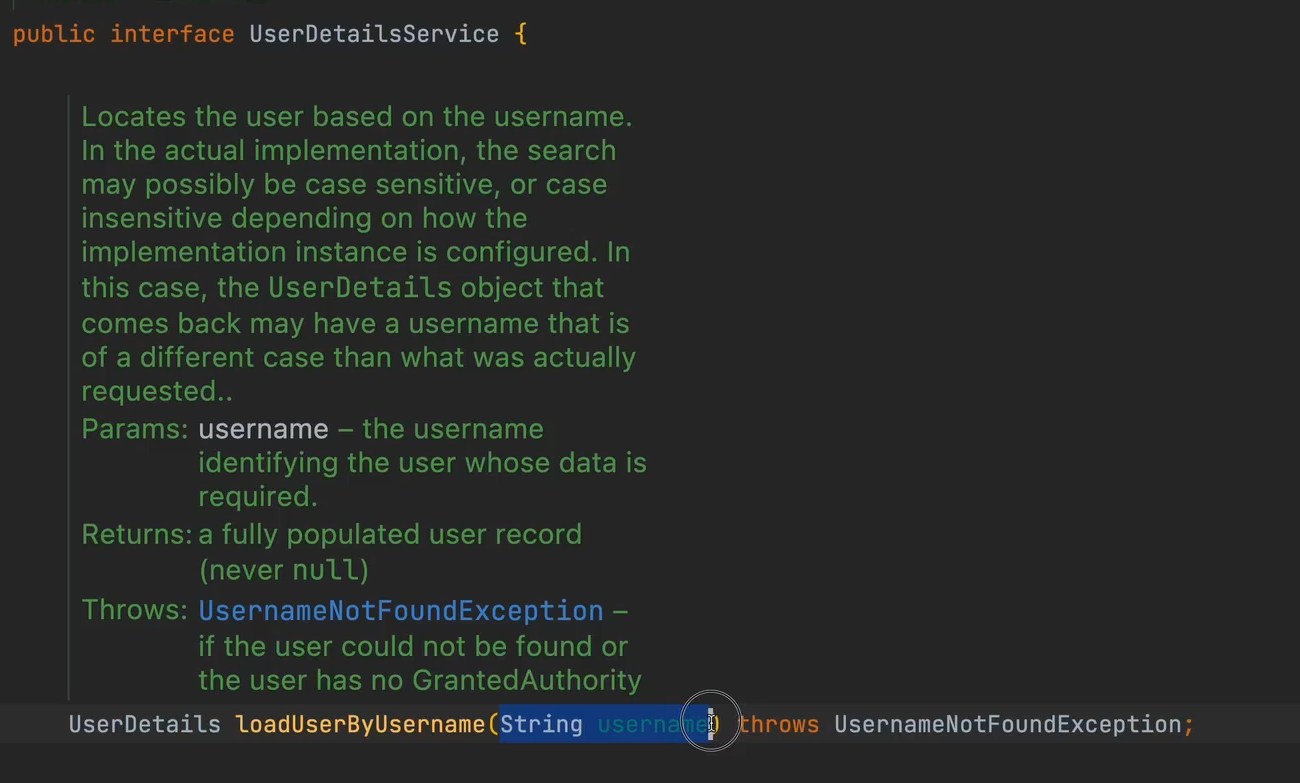 public interface UserDetailsService {
Locates the user based on the username.
In the actual implementation, the search
may possibly be case sensitive, or case
insensitive depending on how the
implementation instance is configured. In
this case, the UserDetails object that
comes back may have a username that is
of a different case than what was actually
requested..
Params: username – the username
identifying the user whose data is
required.
Returns: a fully populated user record
(never null)
Throws: UsernameNotFoundException –
if the user could not be found or
the user has no GrantedAuthority
UserDetails loadUserByUsername(String username) throws UsernameNotFoundException;